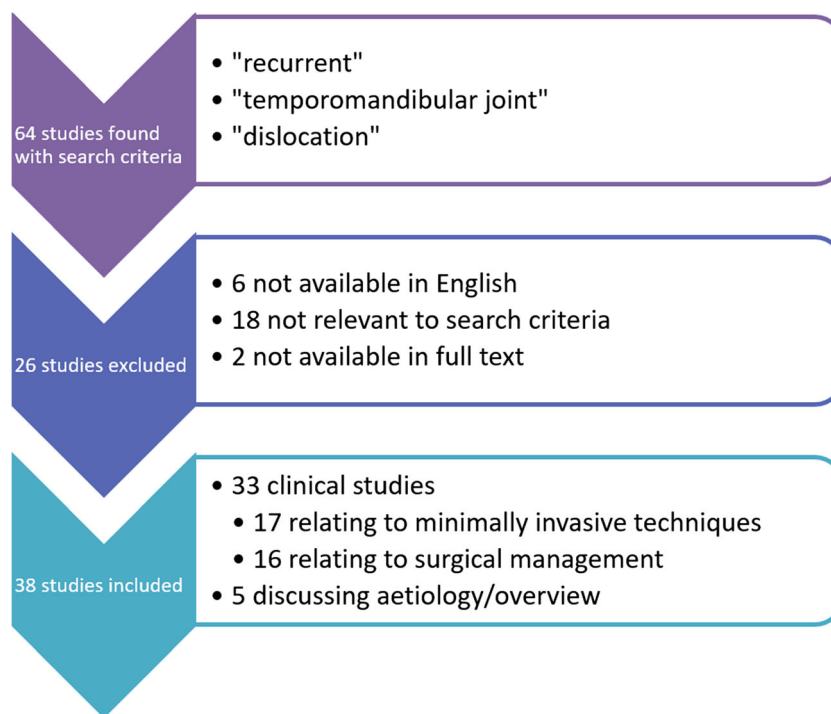 64 studies found
with search criteria
• "recurrent"
• "temporomandibular joint"
• "dislocation"
26 studies excluded
• 6 not available in English
• 18 not relevant to search criteria
• 2 not available in full text
38 studies included
• 33 clinical studies
• 17 relating to minimally invasive techniques
• 16 relating to surgical management
• 5 discussing aetiology/overview